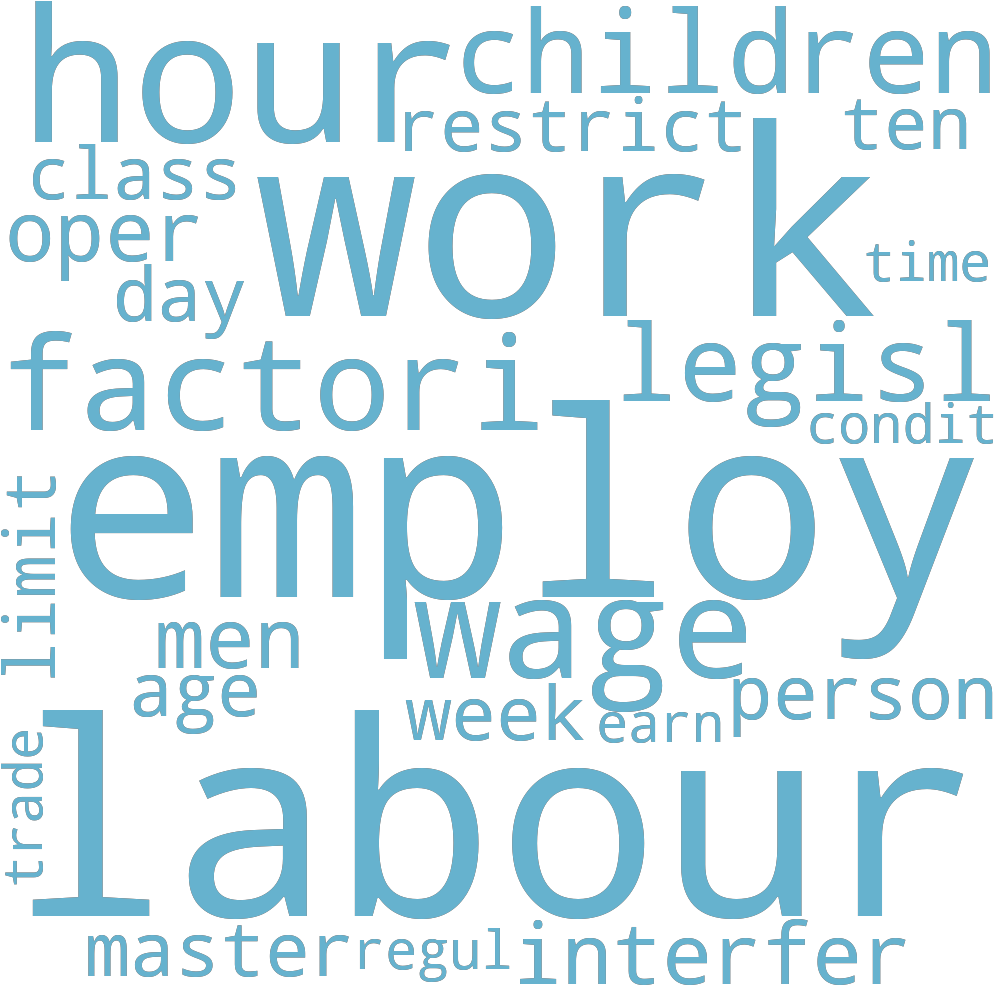 hour children
restrict ten
class work
oper time
day
factori legisl
condit
employ
limit
men wage
age person
week earn
trade labour
master regul interfer